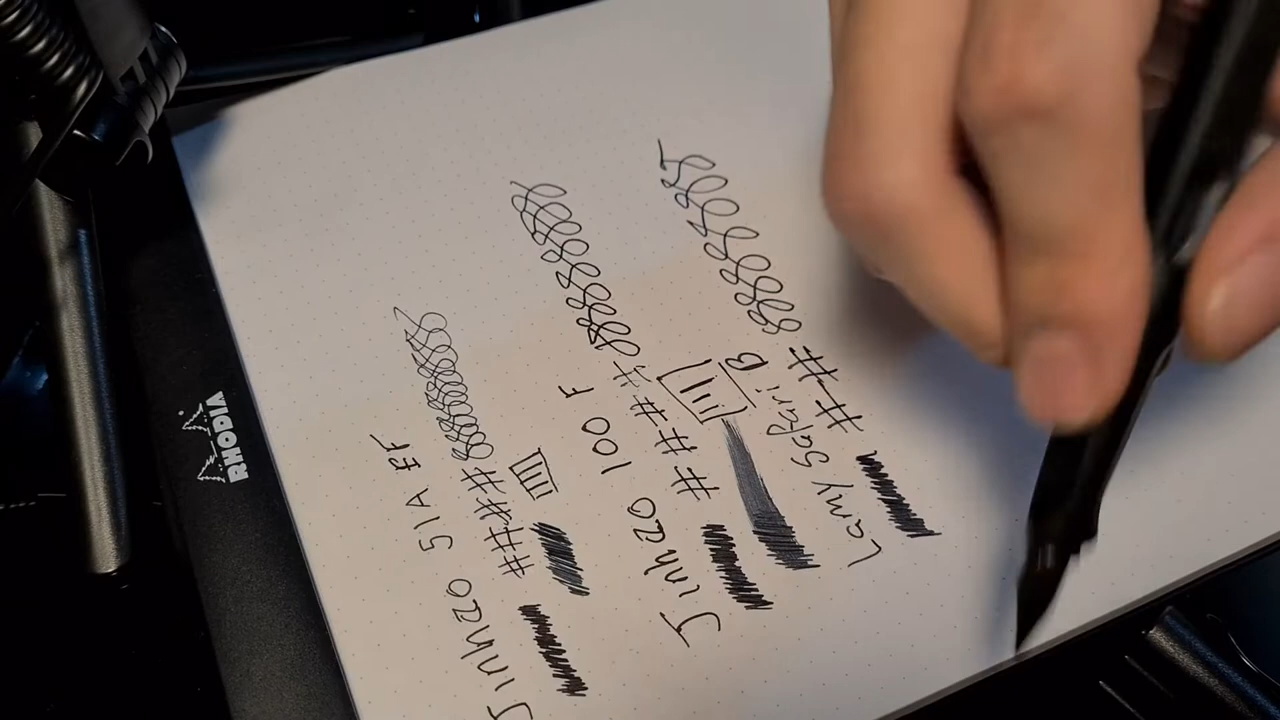 RHODIA
Jinhao 51A EF
####
Jinhao 100 F
####
Lamy Safari B
##